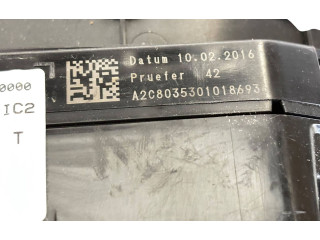 Datum 10.02.2016
Pruefer 42
A2C8035301018693
0000
IC2
T